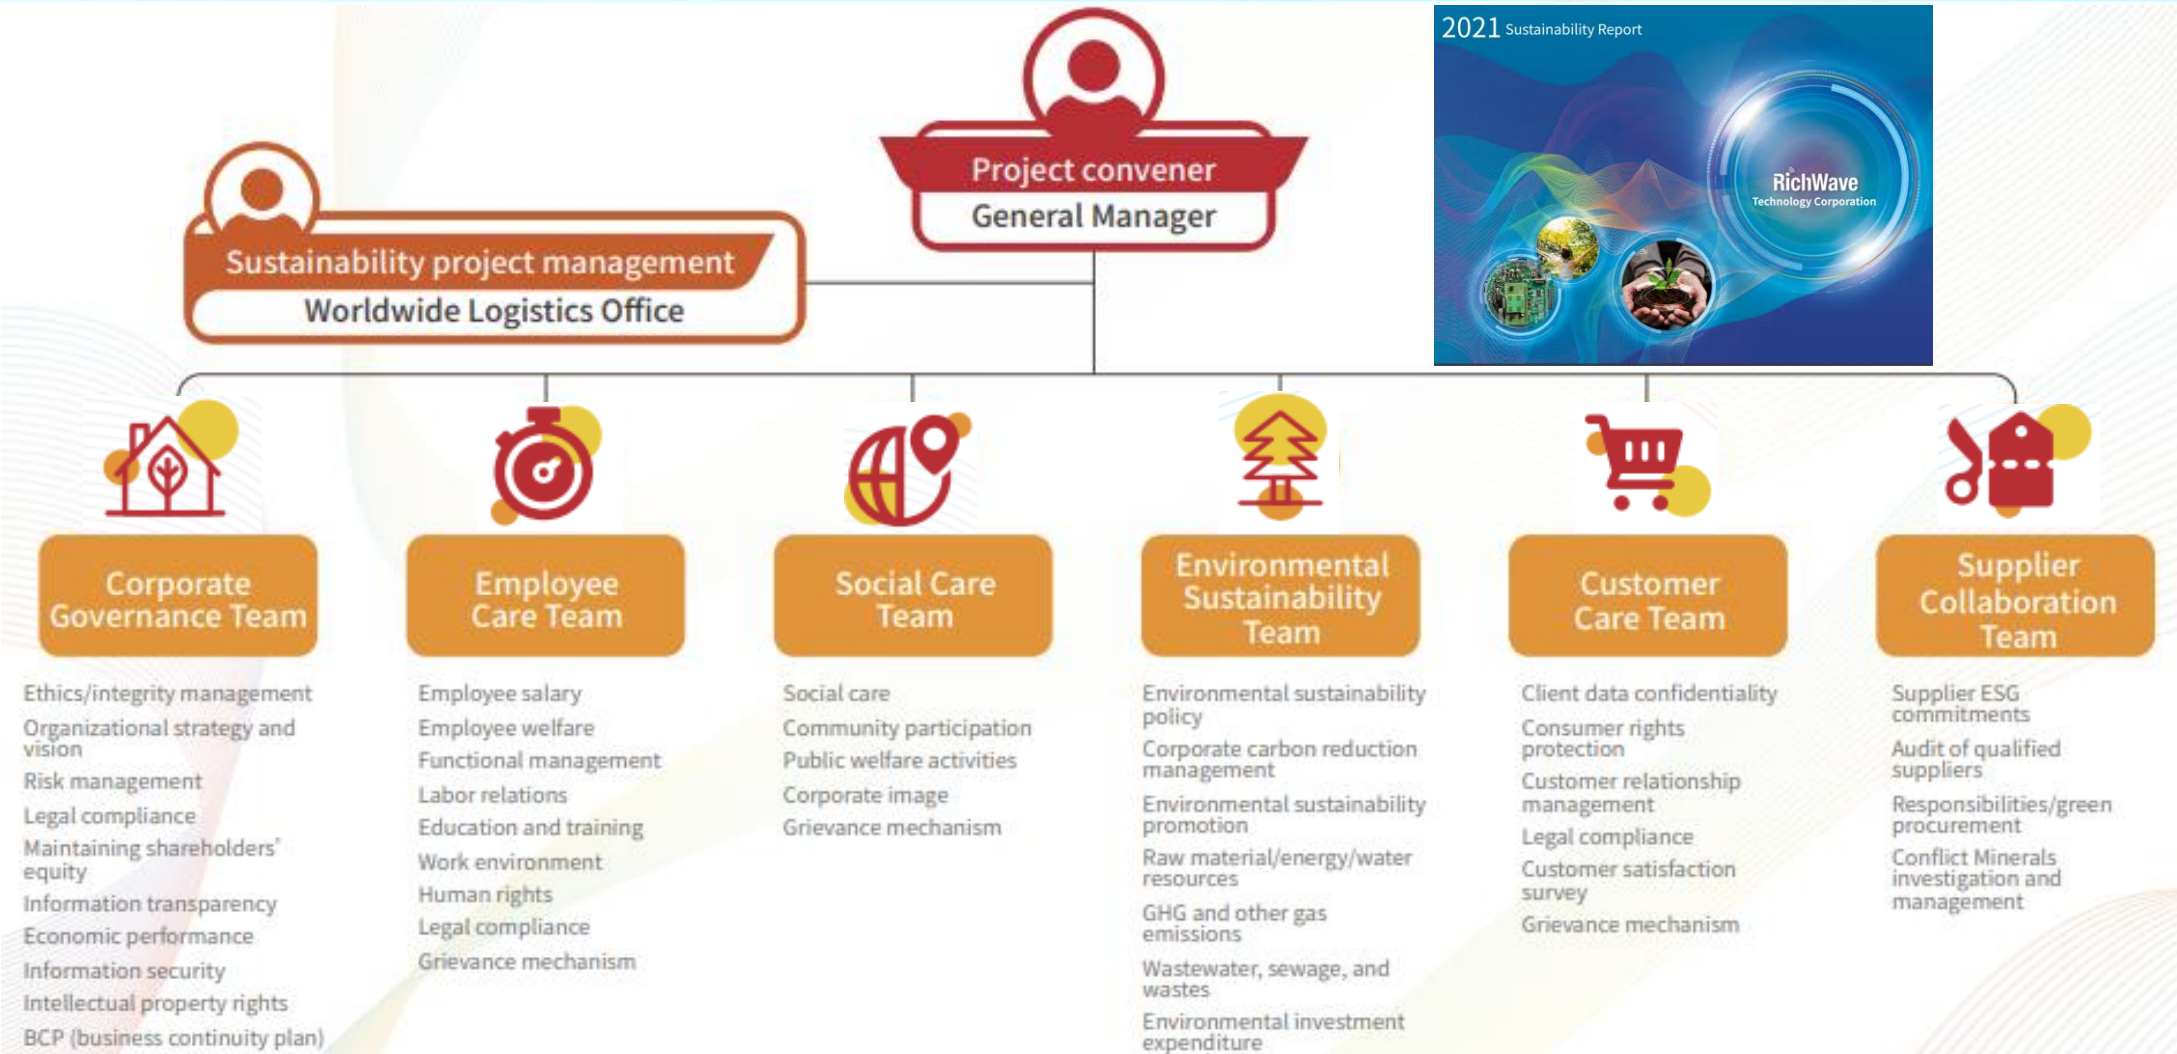 2021 Sustainability Report
RichWave
Technology Corporation
Project convener
General Manager
Sustainability project management
Worldwide Logistics Office
Corporate
Governance Team
Ethics/integrity management
Organizational strategy and
vision
Risk management
Legal compliance
Maintaining shareholders'
equity
Information transparency
Economic performance
Information security
Intellectual property rights
BCP (business continuity plan)
Employee
Care Team
Employee salary
Employee welfare
Functional management
Labor relations
Education and training
Work environment
Human rights
Legal compliance
Grievance mechanism
Social Care
Team
Social care
Community participation
Public welfare activities
Corporate image
Grievance mechanism
Environmental
Sustainability
Team
Environmental sustainability
policy
Corporate carbon reduction
management
Environmental sustainability
promotion
Raw material/energy/water
resources
GHG and other gas
emissions
Wastewater, sewage, and
wastes
Environmental investment
expenditure
Customer
Care Team
Client data confidentiality
Consumer rights
protection
Customer relationship
management
Legal compliance
Customer satisfaction
survey
Grievance mechanism
Supplier
Collaboration
Team
Supplier ESG
commitments
Audit of qualified
suppliers
Responsibilities/green
procurement
Conflict Minerals
investigation and
management